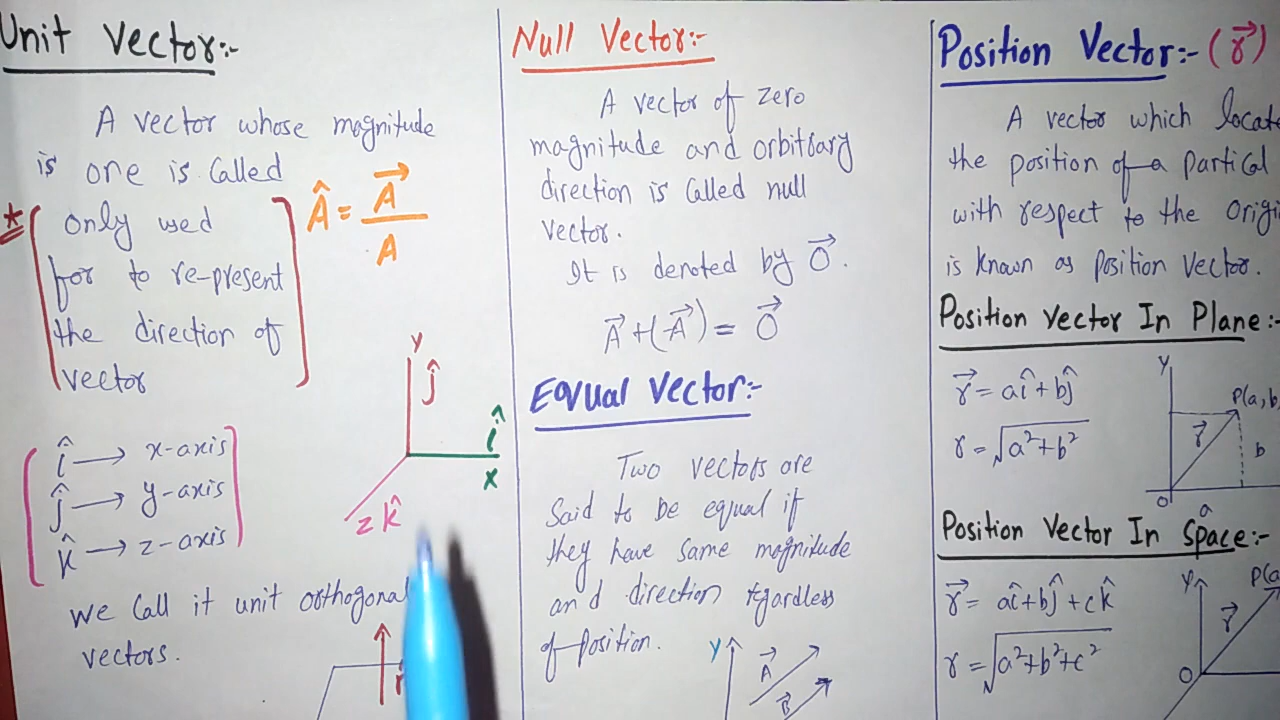 Unit Vector:-
A vector whose magnitude
is one is called
* only used
for to re-present
the direction of
vector
Â = A⃗ / A
î → x-axis
ĵ → y-axis
k̂ → z-axis
Y
ĵ
î
X
Z k̂
We Call it unit orthogonal
vectors.
Null Vector:-
A vector of zero
magnitude and orbitrary
direction is called null
vector.
It is denoted by O⃗.
A⃗+(-A⃗) = O⃗
Equal Vector:-
Two vectors are
Said to be equal if
they have same magnitude
and direction regardless
of position.
Y
A⃗
B⃗
Position Vector:- (r⃗)
A vector which locate
the position of a partical
with respect to the Origi
is known as position vector.
Position Vector In Plane:-
r⃗ = aî+bĵ
r = √a²+b²
Y
P(a,b
r⃗
b
O
a
Position Vector In Space:-
r⃗ = aî+bĵ+ck̂
r = √a²+b²+c²
Y
P(a
r⃗
O